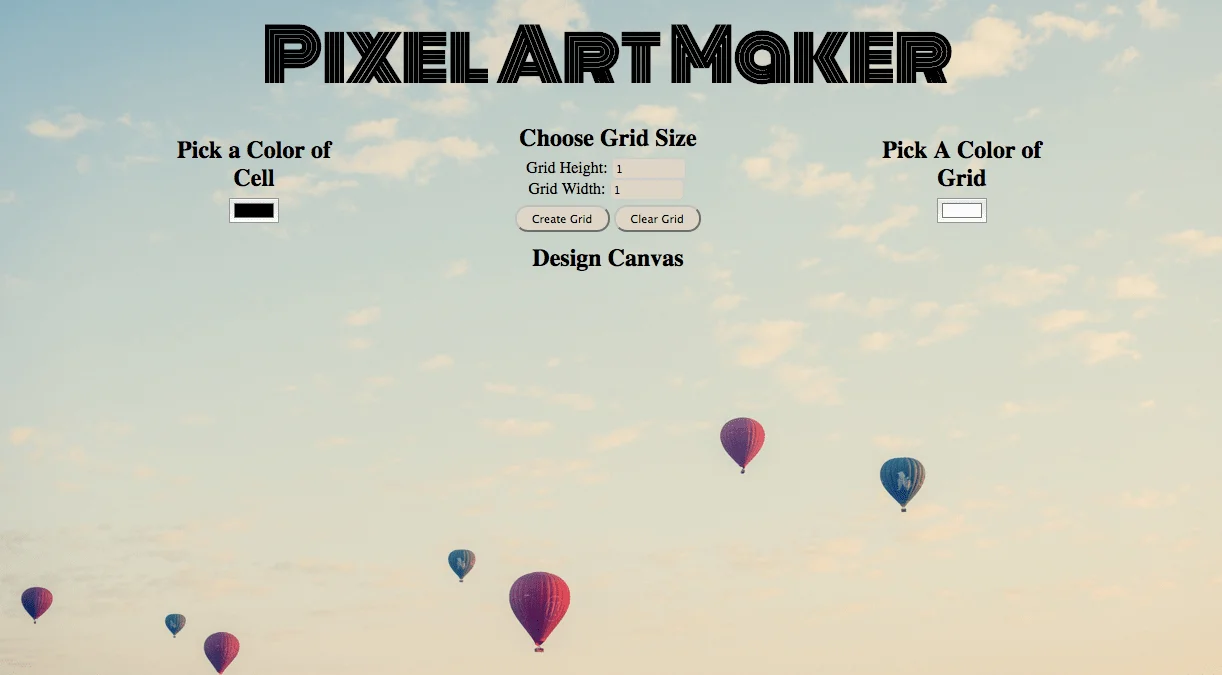 Pixel Art Maker
Pick a Color of
Cell
Choose Grid Size
Grid Height: 1
Grid Width: 1
Create Grid Clear Grid
Pick A Color of
Grid
Design Canvas